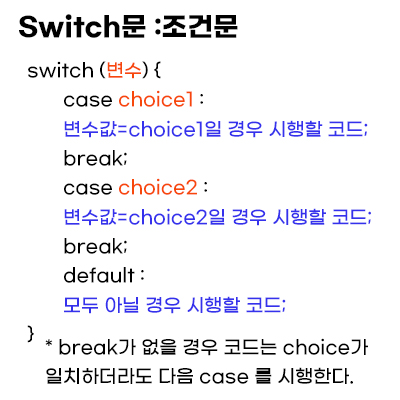 Switch문 :조건문
switch (변수) {
case choice1 :
변수값=choice1일 경우 시행할 코드;
break;
case choice2 :
변수값=choice2일 경우 시행할 코드;
break;
default :
모두 아닐 경우 시행할 코드;
}
* break가 없을 경우 코드는 choice가
일치하더라도 다음 case 를 시행한다.